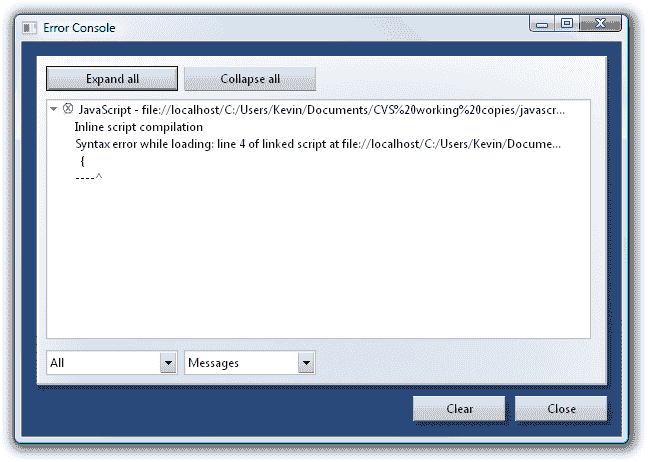 Error Console
Expand all
Collapse all
JavaScript - file://localhost/C:/Users/Kevin/Documents/CVS%20working%20copies/javascr...
Inline script compilation
Syntax error while loading: line 4 of linked script at file://localhost/C:/Users/Kevin/Docume...
{
----^
All
Messages
Clear
Close